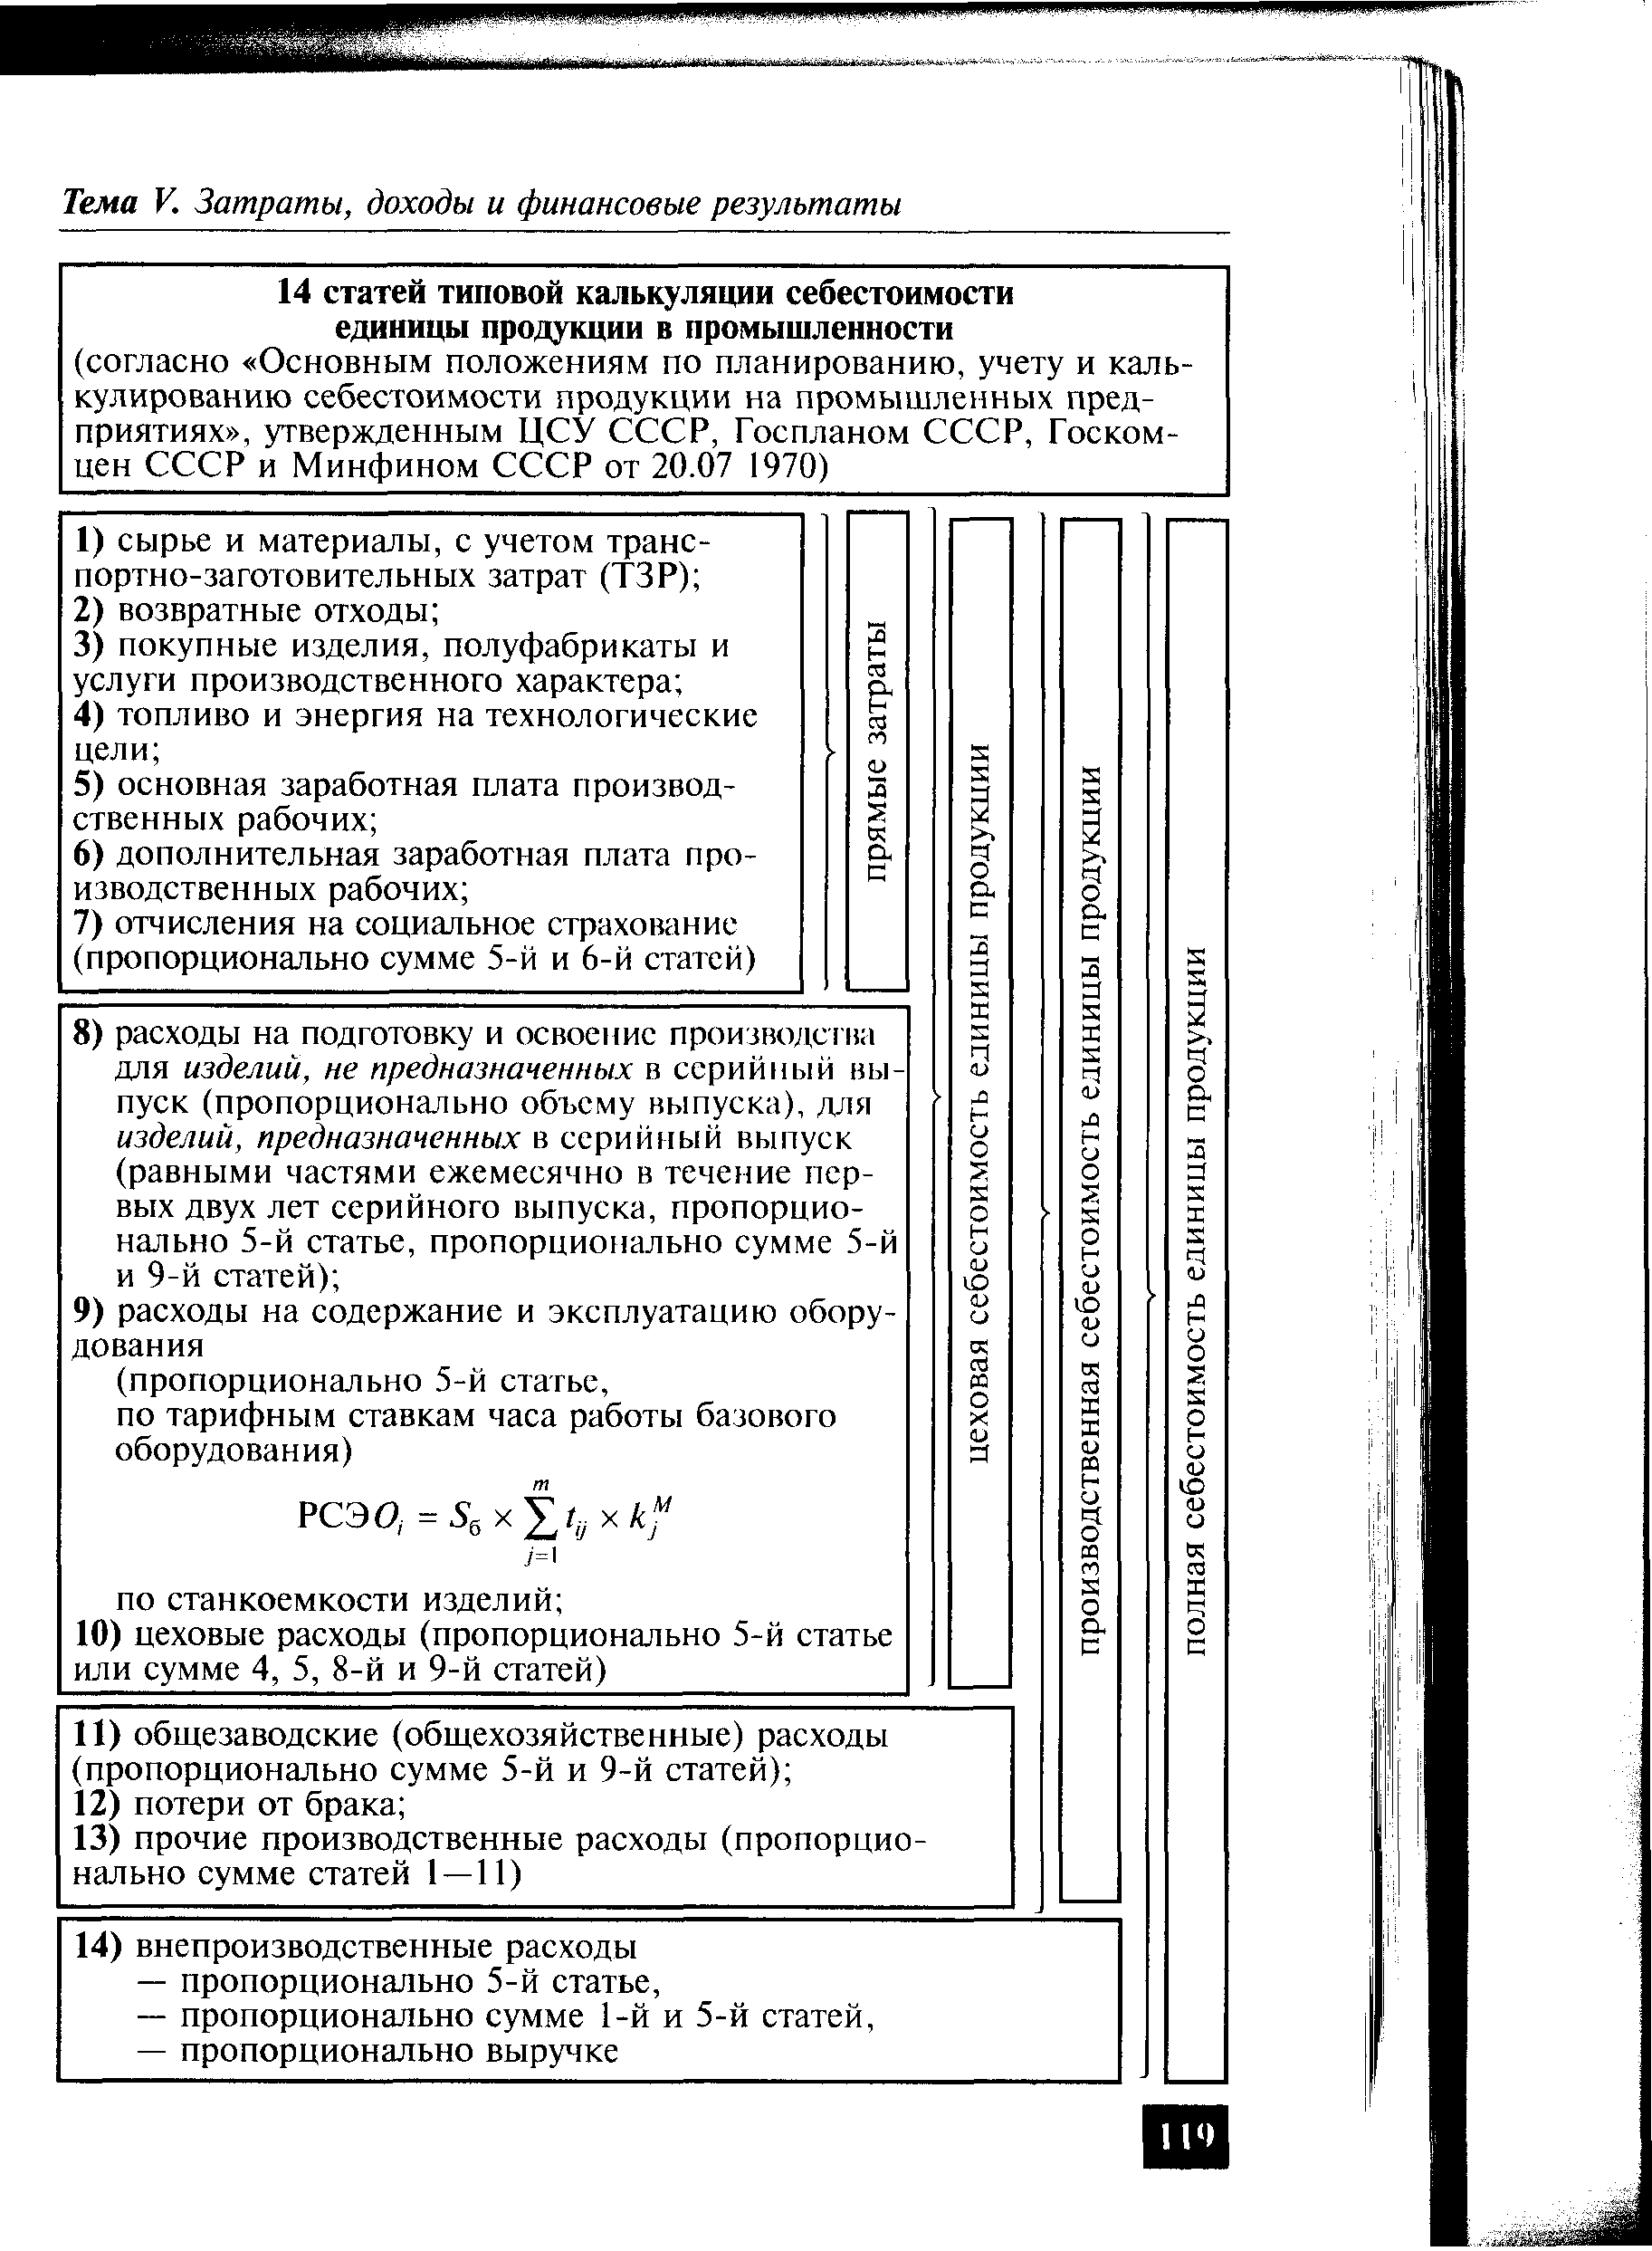 Тема V. Затраты, доходы и финансовые результаты
14 статей типовой калькуляции себестоимости
единицы продукции в промышленности
(согласно «Основным положениям по планированию, учету и каль-
кулированию себестоимости продукции на промышленных пред-
приятиях», утвержденным ЦСУ СССР, Госпланом СССР, Госком-
цен СССР и Минфином СССР от 20.07 1970)
1) сырье и материалы, с учетом транс-
портно-заготовительных затрат (ТЗР);
2) возвратные отходы;
3) покупные изделия, полуфабрикаты и
услуги производственного характера;
4) топливо и энергия на технологические
цели;
5) основная заработная плата производ-
ственных рабочих;
6) дополнительная заработная плата про-
изводственных рабочих;
7) отчисления на социальное страхование
(пропорционально сумме 5-й и 6-й статей)
прямые затраты
8) расходы на подготовку и освоение производства
для изделий, не предназначенных в серийный вы-
пуск (пропорционально объему выпуска), для
изделий, предназначенных в серийный выпуск
(равными частями ежемесячно в течение пер-
вых двух лет серийного выпуска, пропорцио-
нально 5-й статье, пропорционально сумме 5-й
и 9-й статей);
9) расходы на содержание и эксплуатацию обору-
дования
(пропорционально 5-й статье,
по тарифным ставкам часа работы базового
оборудования)
РСЭO_i = S_б × \sum_{j=1}^{m} t_{ij} × k_j^M
по станкоемкости изделий;
10) цеховые расходы (пропорционально 5-й статье
или сумме 4, 5, 8-й и 9-й статей)
цеховая себестоимость единицы продукции
11) общезаводские (общехозяйственные) расходы
(пропорционально сумме 5-й и 9-й статей);
12) потери от брака;
13) прочие производственные расходы (пропорцио-
нально сумме статей 1—11)
производственная себестоимость единицы продукции
14) внепроизводственные расходы
— пропорционально 5-й статье,
— пропорционально сумме 1-й и 5-й статей,
— пропорционально выручке
полная себестоимость единицы продукции
119